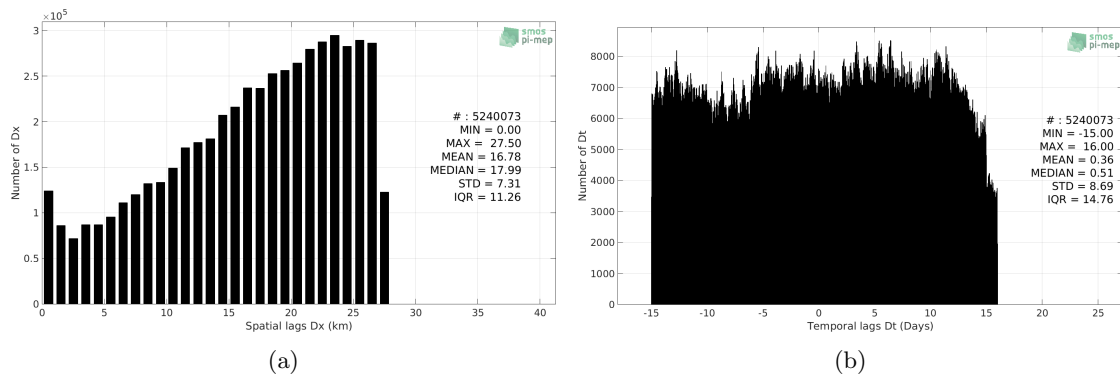 ×10⁵
3
2.5
2
1.5
1
0.5
0
Number of Dx
0 5 10 15 20 25 30 35 40
Spatial lags Dx (km)
smos
pi-mep
# : 5240073
MIN = 0.00
MAX = 27.50
MEAN = 16.78
MEDIAN = 17.99
STD = 7.31
IQR = 11.26
(a)
8000
7000
6000
5000
4000
3000
2000
1000
0
Number of Dt
-15 -10 -5 0 5 10 15 20 25
Temporal lags Dt (Days)
smos
pi-mep
# : 5240073
MIN = -15.00
MAX = 16.00
MEAN = 0.36
MEDIAN = 0.51
STD = 8.69
IQR = 14.76
(b)